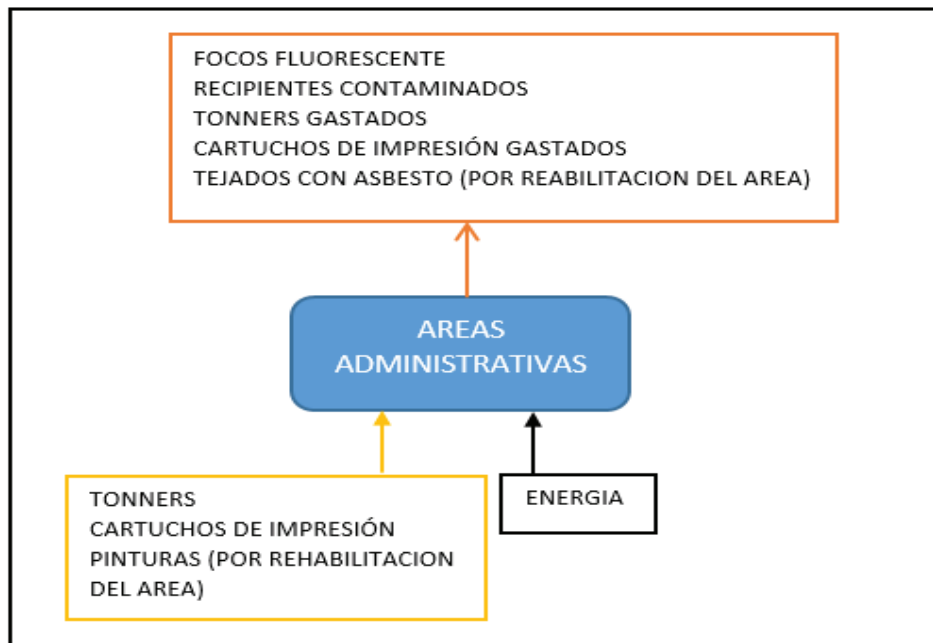 FOCOS FLUORESCENTE
RECIPIENTES CONTAMINADOS
TONNERS GASTADOS
CARTUCHOS DE IMPRESIÓN GASTADOS
TEJADOS CON ASBESTO (POR REABILITACION DEL AREA)
AREAS
ADMINISTRATIVAS
TONNERS
CARTUCHOS DE IMPRESIÓN
PINTURAS (POR REHABILITACION
DEL AREA)
ENERGIA